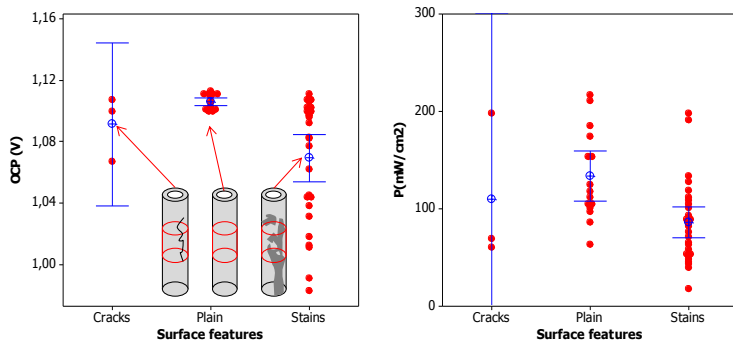 1,16
1,12
1,08
1,04
1,00
OCP (V)
Cracks Plain Stains
Surface features
300
200
100
0
P(mW/cm2)
Cracks Plain Stains
Surface features